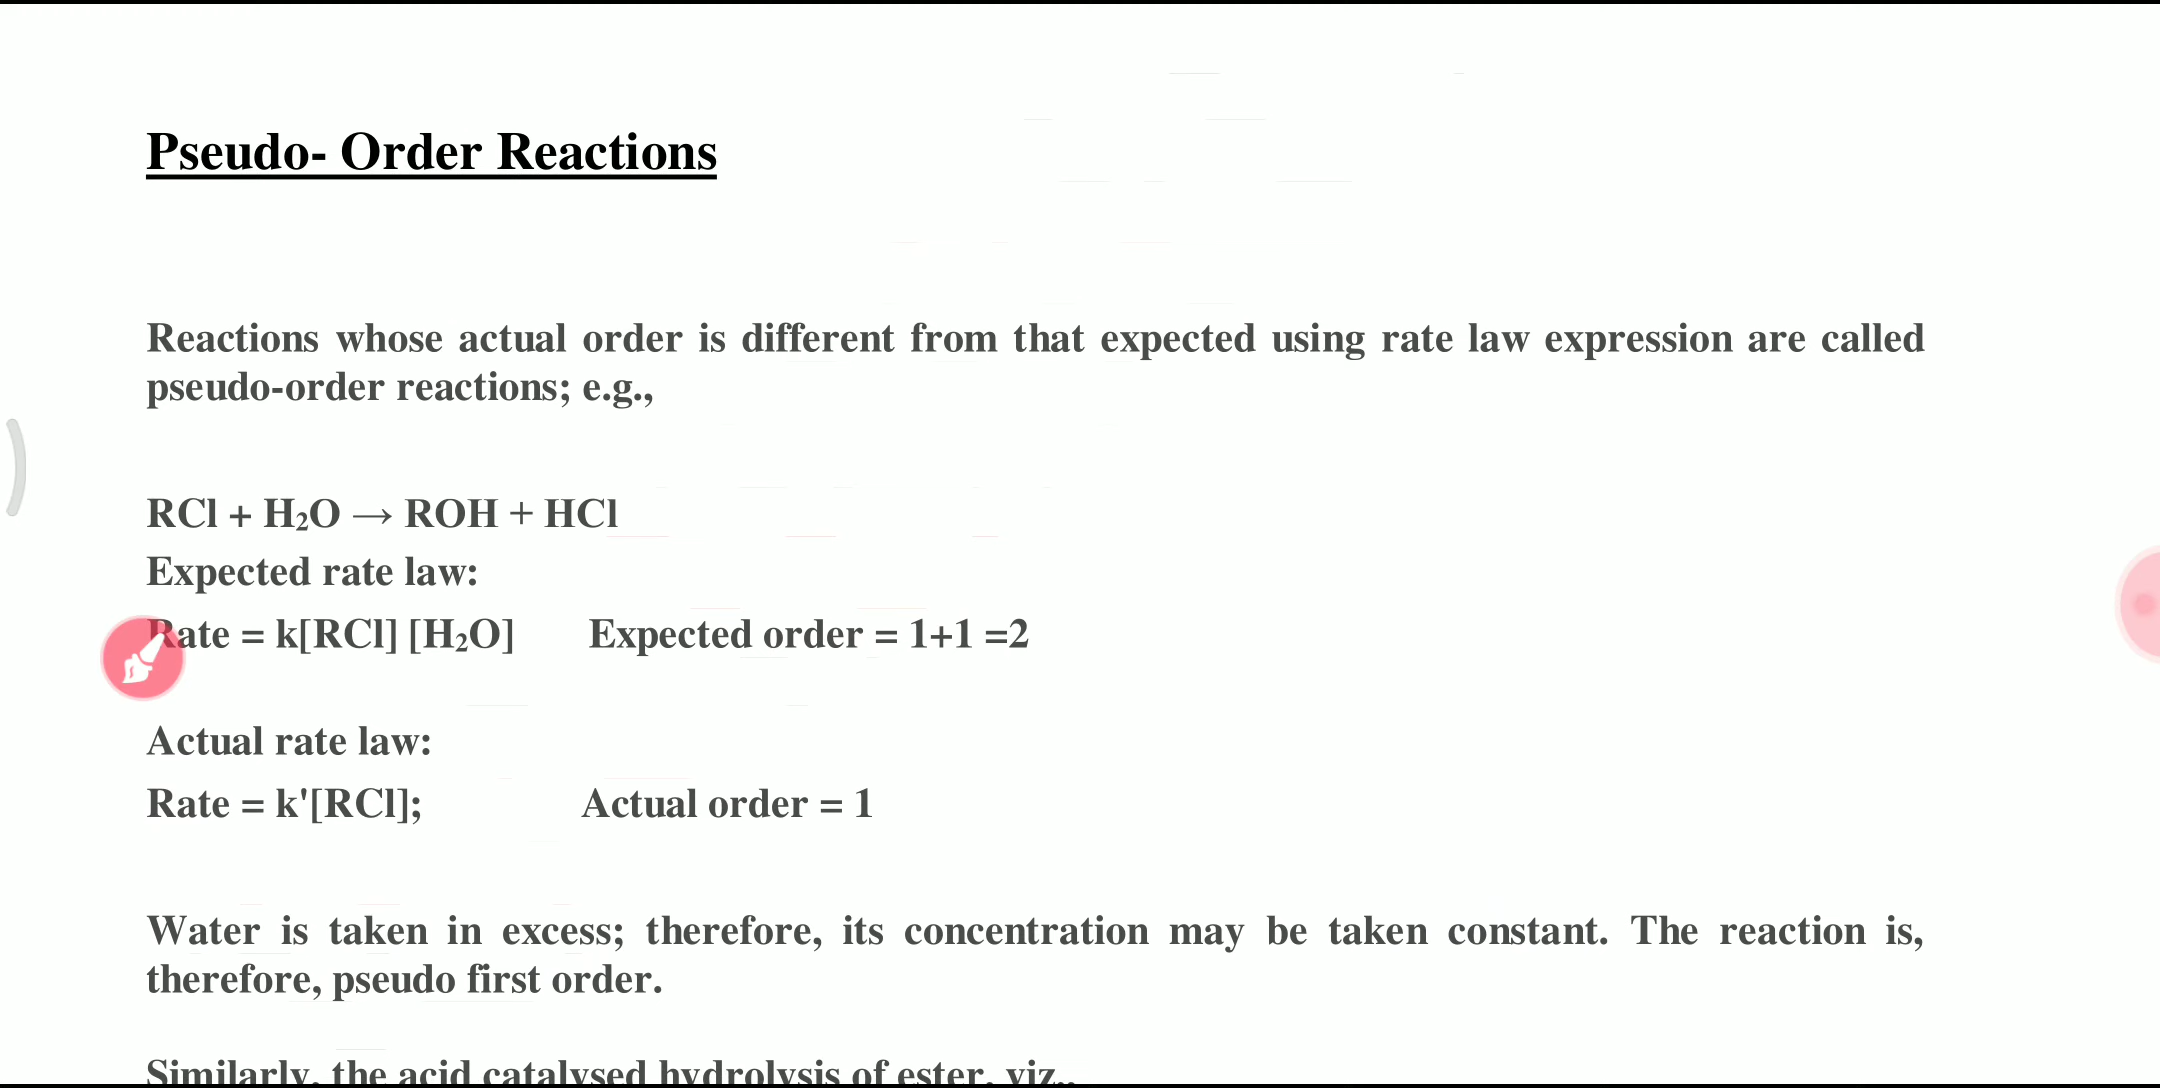 Pseudo- Order Reactions
Reactions whose actual order is different from that expected using rate law expression are called
pseudo-order reactions; e.g.,
RCl + H₂O → ROH + HCl
Expected rate law:
Rate = k[RCl] [H₂O] Expected order = 1+1 =2
Actual rate law:
Rate = k'[RCl]; Actual order = 1
Water is taken in excess; therefore, its concentration may be taken constant. The reaction is,
therefore, pseudo first order.
Similarly, the acid catalysed hydrolysis of ester, viz.,